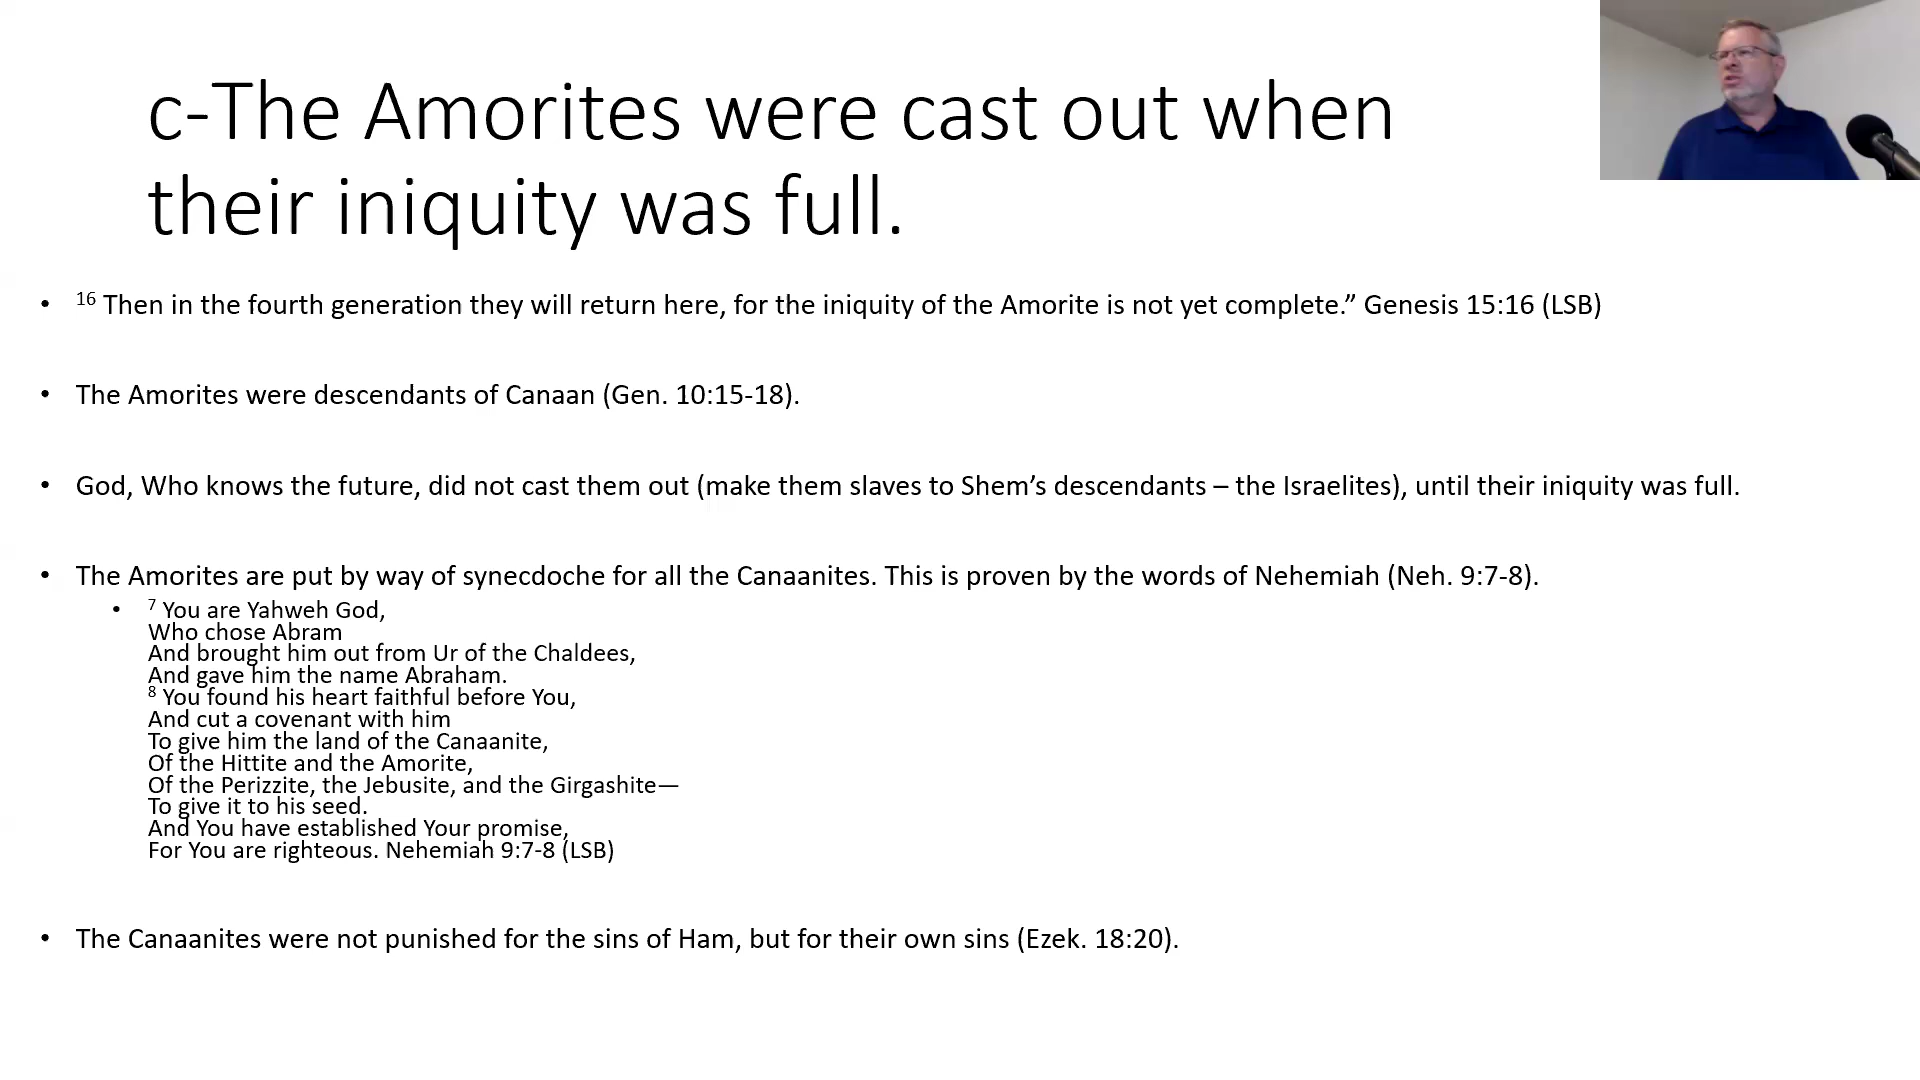 c-The Amorites were cast out when
their iniquity was full.
• 16 Then in the fourth generation they will return here, for the iniquity of the Amorite is not yet complete.” Genesis 15:16 (LSB)
• The Amorites were descendants of Canaan (Gen. 10:15-18).
• God, Who knows the future, did not cast them out (make them slaves to Shem’s descendants – the Israelites), until their iniquity was full.
• The Amorites are put by way of synecdoche for all the Canaanites. This is proven by the words of Nehemiah (Neh. 9:7-8).
• 7 You are Yahweh God,
Who chose Abram
And brought him out from Ur of the Chaldees,
And gave him the name Abraham.
8 You found his heart faithful before You,
And cut a covenant with him
To give him the land of the Canaanite,
Of the Hittite and the Amorite,
Of the Perizzite, the Jebusite, and the Girgashite—
To give it to his seed.
And You have established Your promise,
For You are righteous. Nehemiah 9:7-8 (LSB)
• The Canaanites were not punished for the sins of Ham, but for their own sins (Ezek. 18:20).